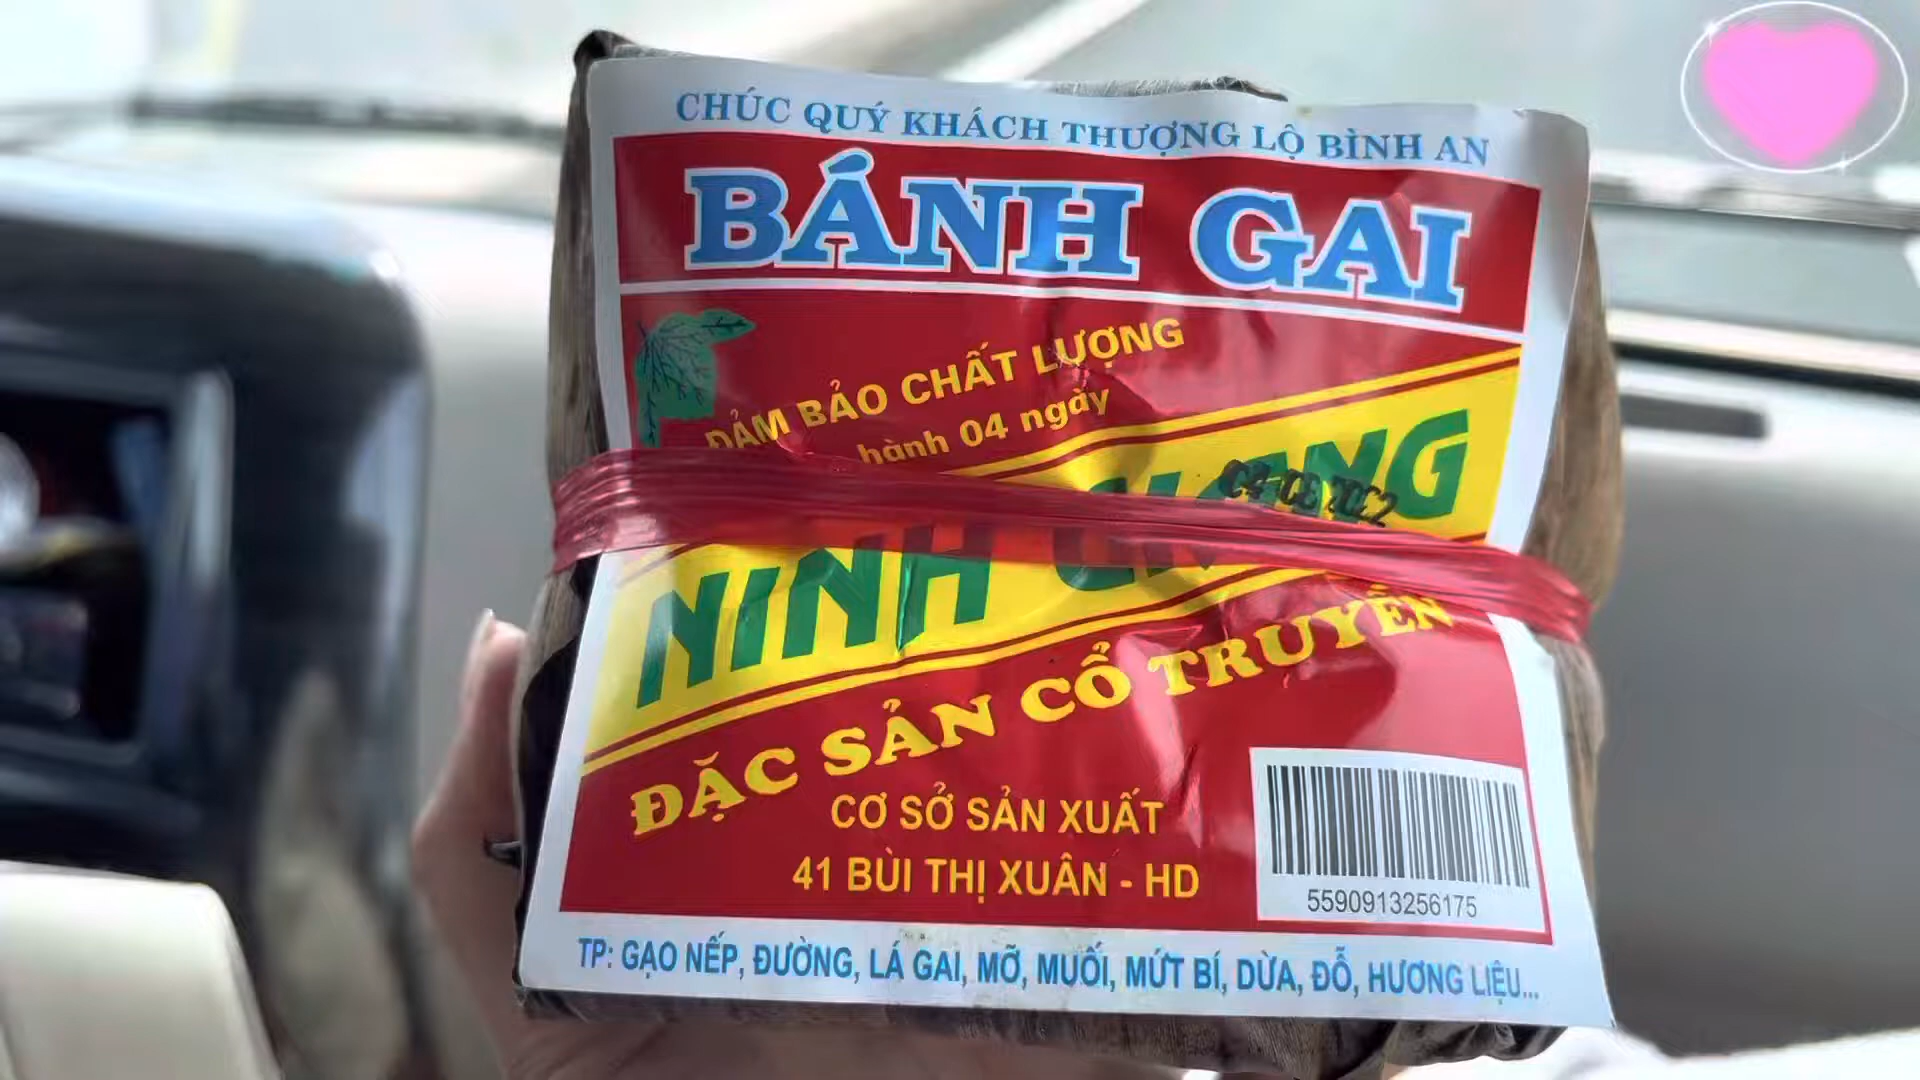 CHÚC QUÝ KHÁCH THƯỢNG LỘ BÌNH AN
BÁNH GAI
ĐẢM BẢO CHẤT LƯỢNG
hành 04 ngày
NINH GIANG
ĐẶC SẢN CỔ TRUYỀN
CƠ SỞ SẢN XUẤT
41 BÙI THỊ XUÂN - HD
5590913256175
TP: GẠO NẾP, ĐƯỜNG, LÁ GAI, MỠ, MUỐI, MỨT BÍ, DỪA, ĐỖ, HƯƠNG LIỆU...